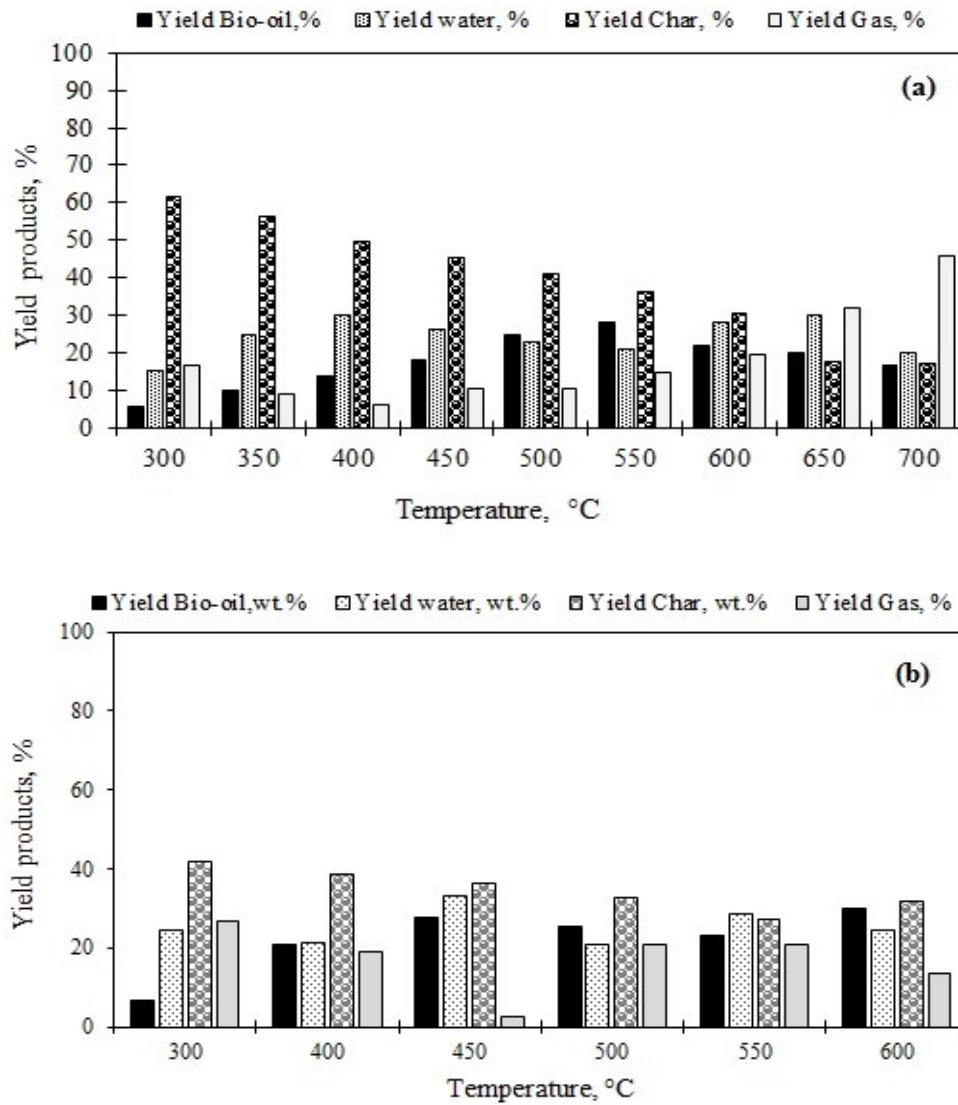 Yield Bio-oil,% Yield water, % Yield Char, % Yield Gas, %
(a)
100
90
80
70
60
50
40
30
20
10
0
Yield products, %
300 350 400 450 500 550 600 650 700
Temperature, °C
Yield Bio-oil,wt.% Yield water, wt.% Yield Char, wt.% Yield Gas, %
(b)
100
80
60
40
20
0
Yield products, %
300 400 450 500 550 600
Temperature, °C